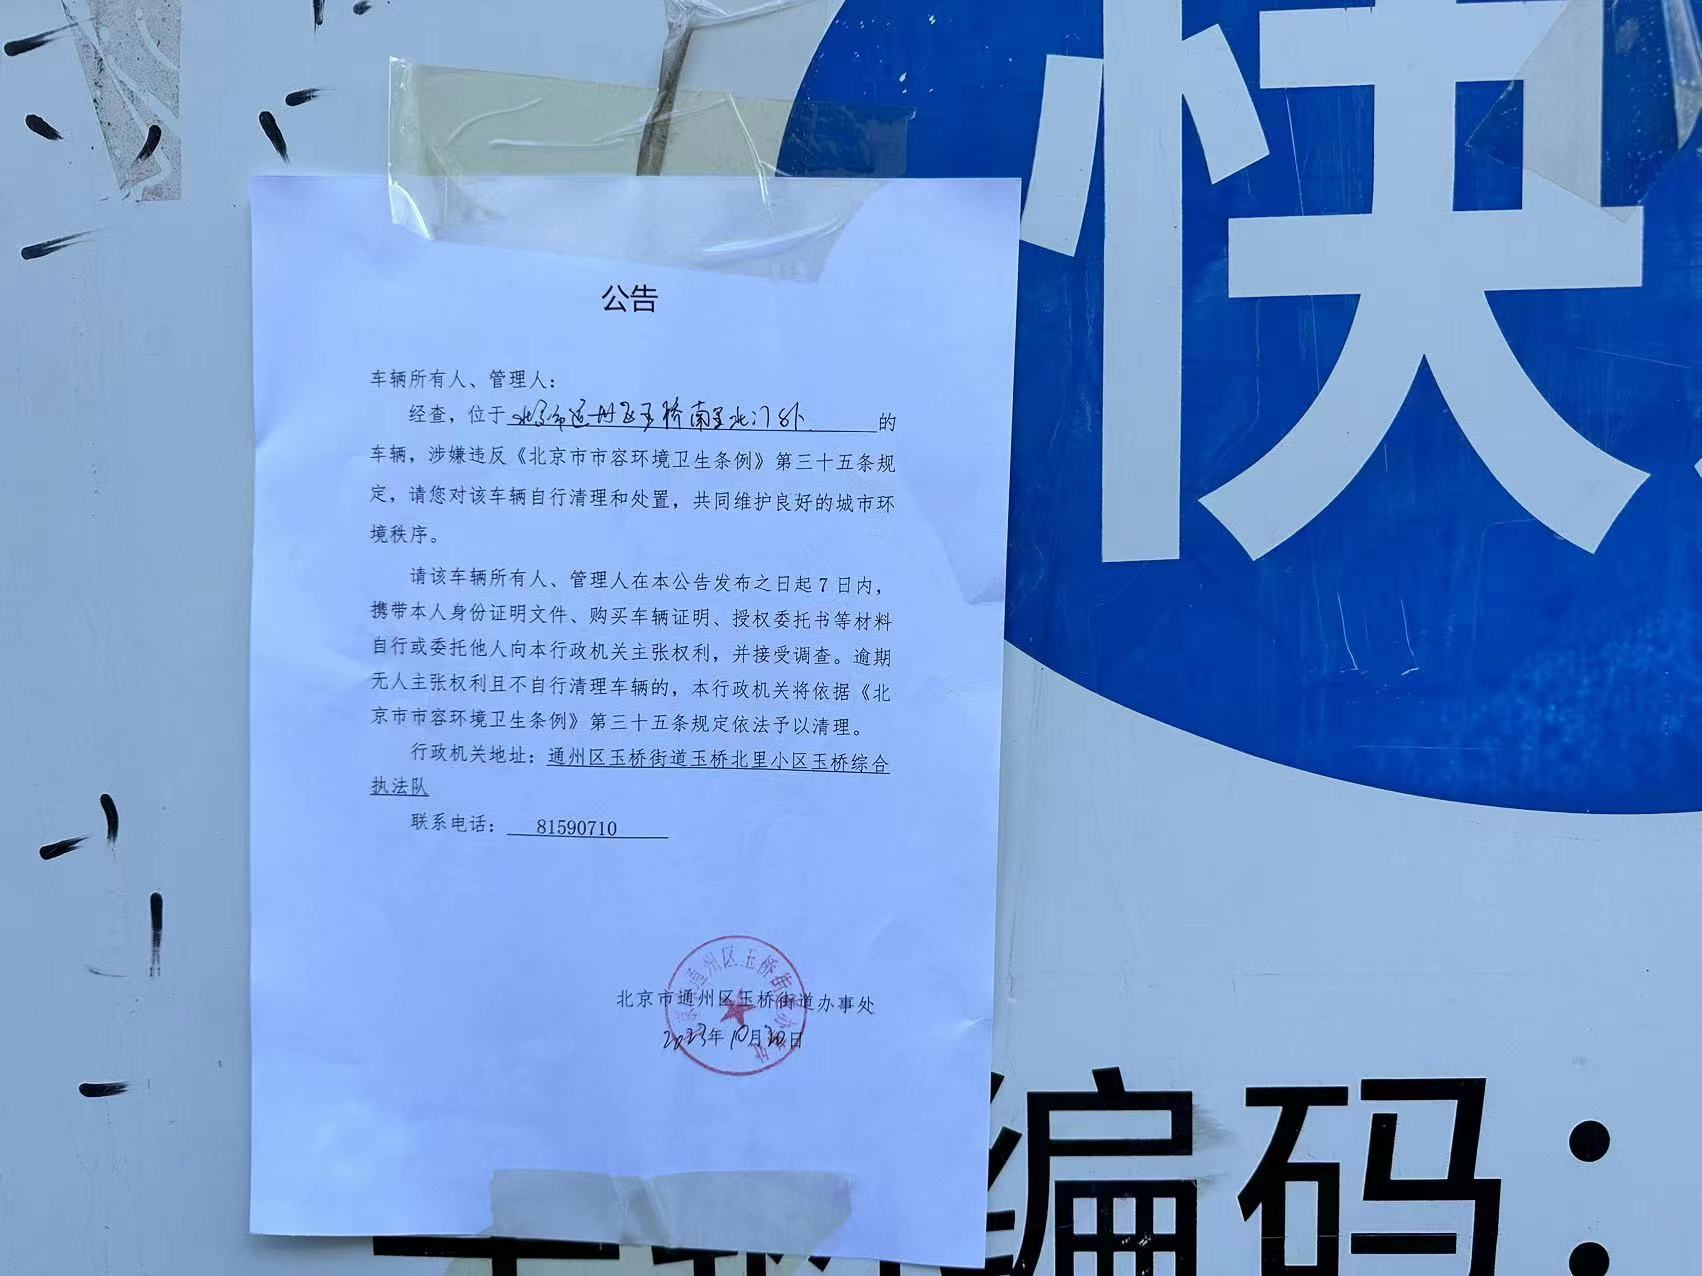 快
公告
车辆所有人、管理人：
经查，位于北京市通州区玉桥南里北门外的
车辆，涉嫌违反《北京市市容环境卫生条例》第三十五条规
定，请您对该车辆自行清理和处置，共同维护良好的城市环
境秩序。
请该车辆所有人、管理人在本公告发布之日起7日内，
携带本人身份证明文件、购买车辆证明、授权委托书等材料
自行或委托他人向本行政机关主张权利，并接受调查。逾期
无人主张权利且不自行清理车辆的，本行政机关将依据《北
京市市容环境卫生条例》第三十五条规定依法予以清理。
行政机关地址：通州区玉桥街道玉桥北里小区玉桥综合
执法队
联系电话：81590710
北京市通州区玉桥街道办事处
2023年10月20日
编码：